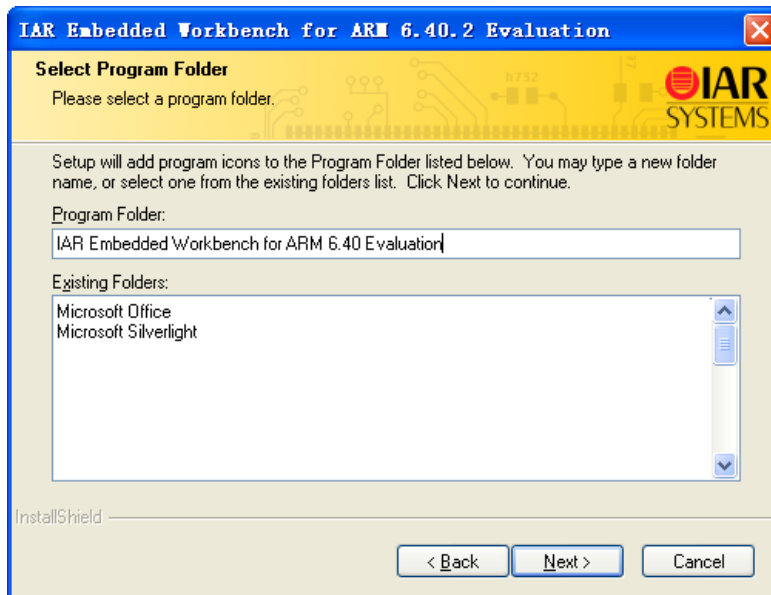 IAR Embedded Workbench for ARM 6.40.2 Evaluation
Select Program Folder
Please select a program folder.
h732
IAR
SYSTEMS
Setup will add program icons to the Program Folder listed below. You may type a new folder
name, or select one from the existing folders list. Click Next to continue.
Program Folder:
IAR Embedded Workbench for ARM 6.40 Evaluation
Existing Folders:
Microsoft Office
Microsoft Silverlight
InstallShield
< Back
Next >
Cancel